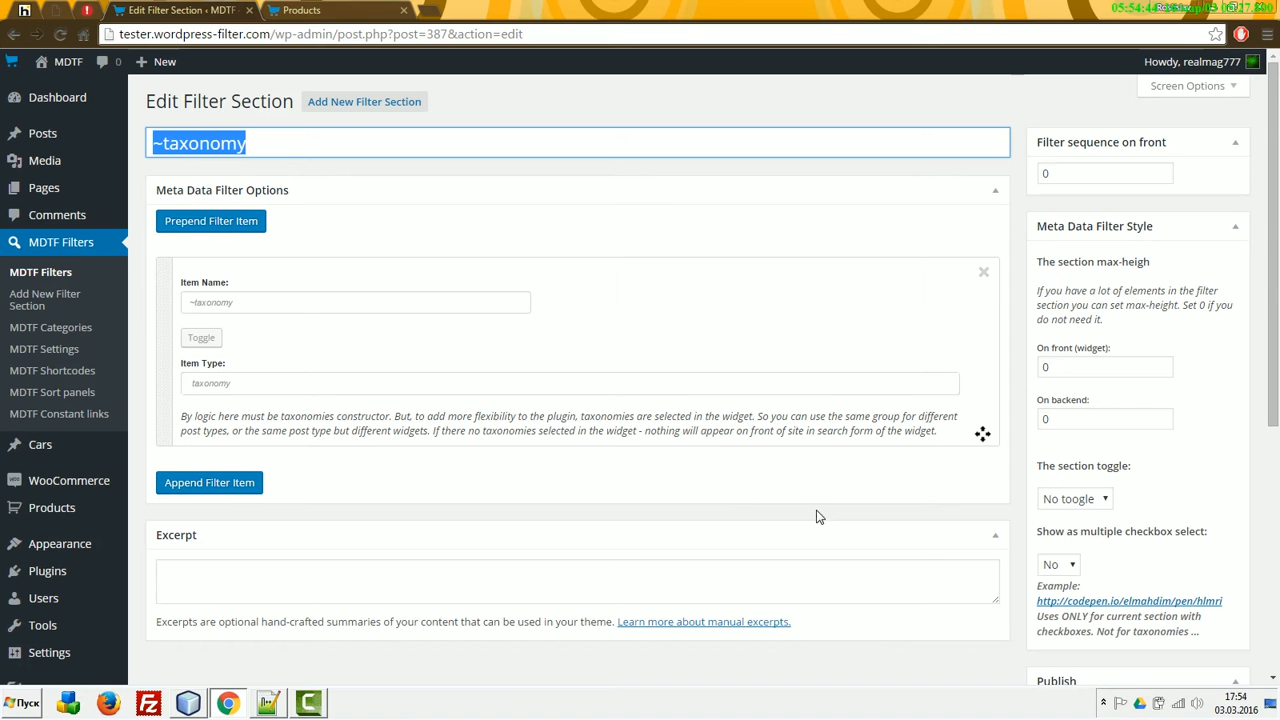 Edit Filter Section ‹ MDTF
Products
tester.wordpress-filter.com/wp-admin/post.php?post=387&action=edit
MDTF
0
New
Howdy, realmag777
Screen Options
Dashboard
Posts
Media
Pages
Comments
MDTF Filters
MDTF Filters
Add New Filter
Section
MDTF Categories
MDTF Settings
MDTF Shortcodes
MDTF Sort panels
MDTF Constant links
Cars
WooCommerce
Products
Appearance
Plugins
Users
Tools
Settings
Edit Filter Section
Add New Filter Section
~taxonomy
Meta Data Filter Options
Prepend Filter Item
Item Name:
~taxonomy
Toggle
Item Type:
taxonomy
By logic here must be taxonomies constructor. But, to add more flexibility to the plugin, taxonomies are selected in the widget. So you can use the same group for different
post types, or the same post type but different widgets. If there no taxonomies selected in the widget - nothing will appear on front of site in search form of the widget.
Append Filter Item
Excerpt
Excerpts are optional hand-crafted summaries of your content that can be used in your theme. Learn more about manual excerpts.
Filter sequence on front
0
Meta Data Filter Style
The section max-heigh
If you have a lot of elements in the filter
section you can set max-height. Set 0 if you
do not need it.
On front (widget):
0
On backend:
0
The section toggle:
No toogle
Show as multiple checkbox select:
No
Example:
http://codepen.io/elmahdim/pen/hlmri
Uses ONLY for current section with
checkboxes. Not for taxonomies ...
Publish
Пуск
17:54
03.03.2016